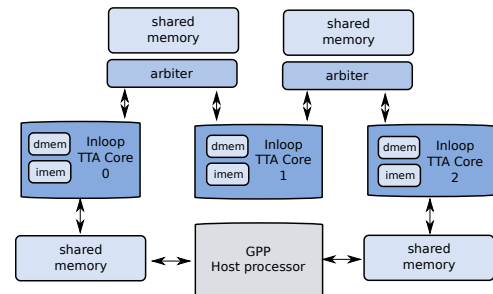 shared
memory
shared
memory
arbiter
arbiter
dmem
imem
Inloop
TTA Core
0
dmem
imem
Inloop
TTA Core
1
dmem
imem
Inloop
TTA Core
2
shared
memory
GPP
Host processor
shared
memory